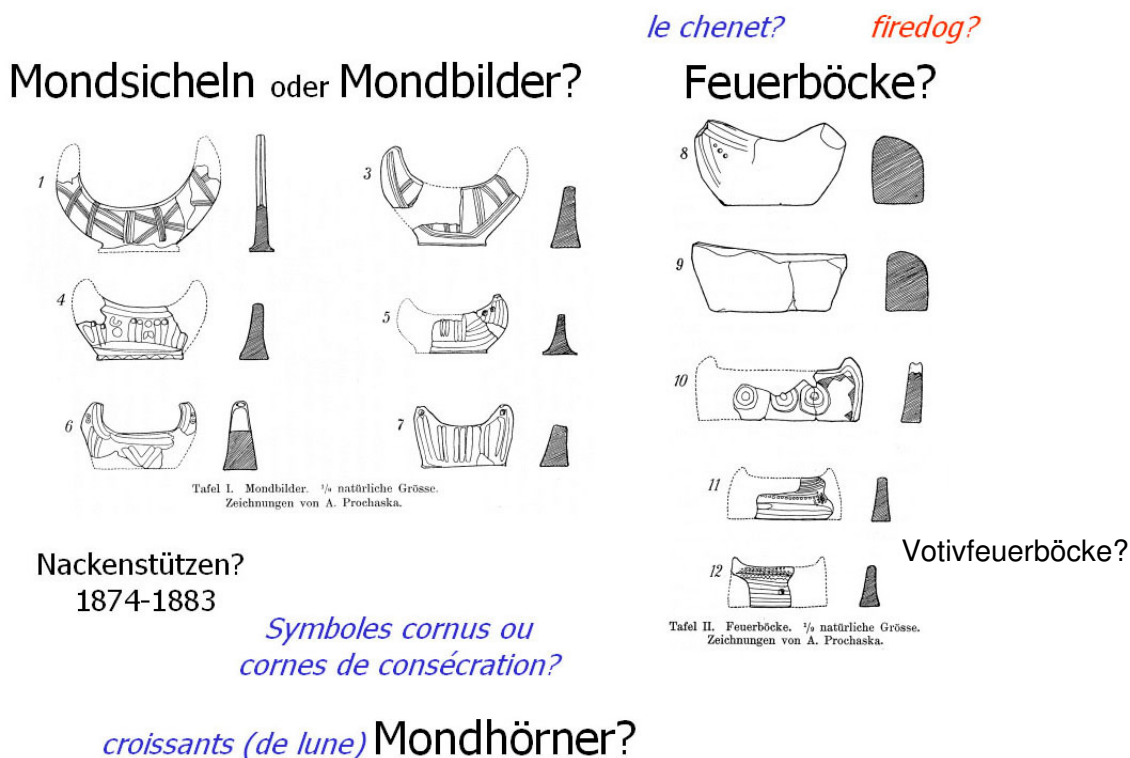 le chenet? firedog?
Mondsicheln oder Mondbilder? Feuerböcke?
1
3
4
5
6
7
Tafel I. Mondbilder. 1/9 natürliche Grösse.
Zeichnungen von A. Prochaska.
8
9
10
11
12
Tafel II. Feuerböcke. 1/9 natürliche Grösse.
Zeichnungen von A. Prochaska.
Votivfeuerböcke?
Nackenstützen?
1874-1883
Symboles cornus ou
cornes de consécration?
croissants (de lune) Mondhörner?